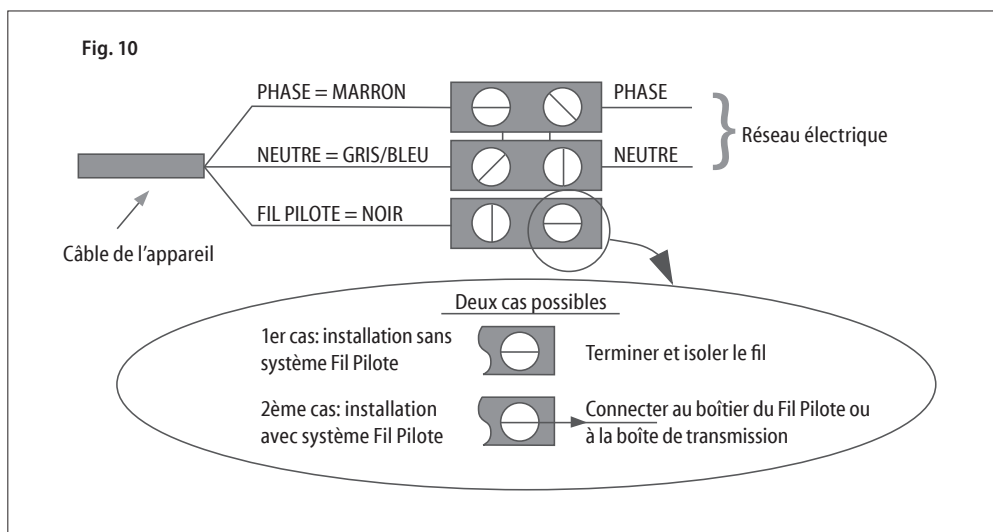 Fig. 10
PHASE = MARRON
PHASE
Réseau électrique
NEUTRE = GRIS/BLEU
NEUTRE
FIL PILOTE = NOIR
Câble de l'appareil
Deux cas possibles
1er cas: installation sans
système Fil Pilote
Terminer et isoler le fil
2ème cas: installation
avec système Fil Pilote
Connecter au boîtier du Fil Pilote ou
à la boîte de transmission